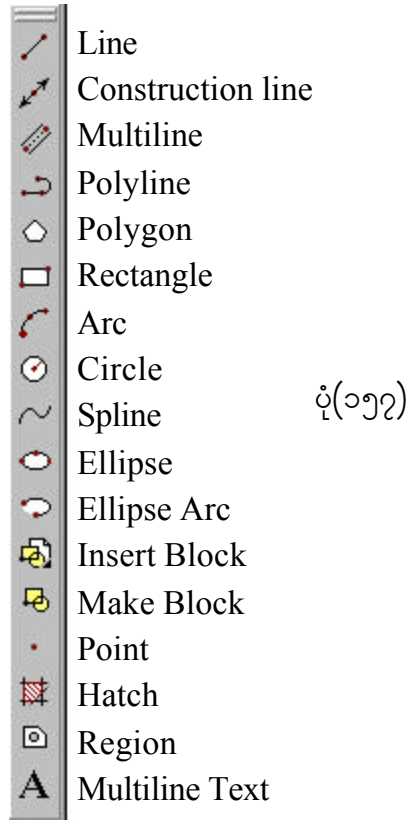 Line
Construction line
Multiline
Polyline
Polygon
Rectangle
Arc
Circle
Spline
ပုံ(၁၅၇)
Ellipse
Ellipse Arc
Insert Block
Make Block
Point
Hatch
Region
A Multiline Text